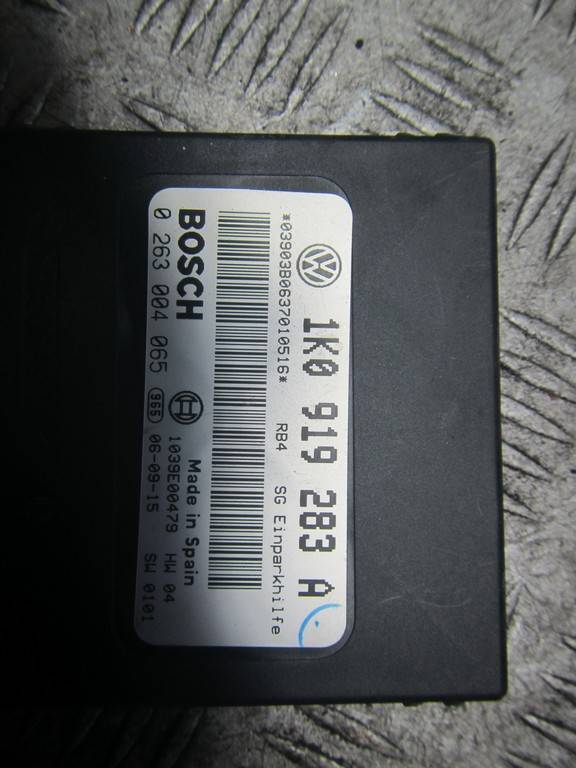 1K0 919 283 A
RB4 SG Einparkhilfe
*03903B0637010516*
Made in Spain
BOSCH
1039E00479 HW 04
0 263 004 065 965 06-09-15 SW 0101